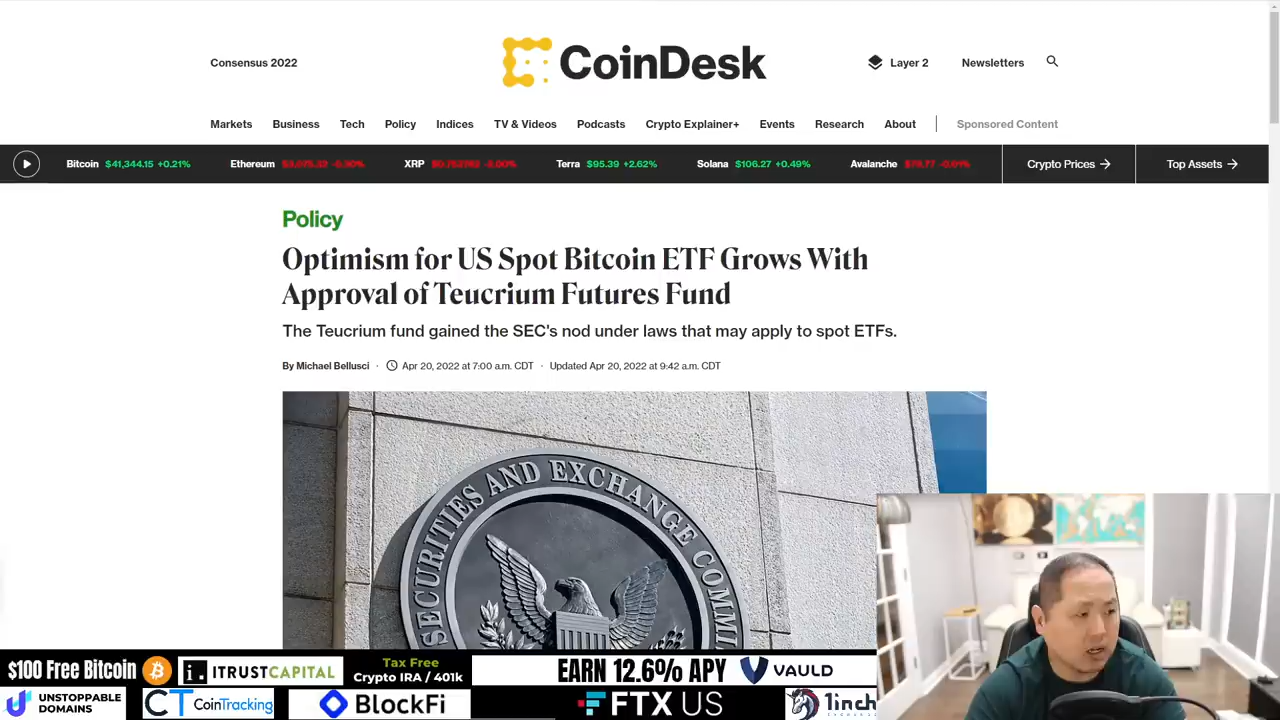 Consensus 2022
CoinDesk
Layer 2
Newsletters
Markets
Business
Tech
Policy
Indices
TV & Videos
Podcasts
Crypto Explainer+
Events
Research
About
Sponsored Content
Bitcoin $41,344.15 +0.21%
Ethereum
XRP
Terra $95.39 +2.62%
Solana $106.27 +0.49%
Avalanche
Crypto Prices →
Top Assets →
Policy
Optimism for US Spot Bitcoin ETF Grows With
Approval of Teucrium Futures Fund
The Teucrium fund gained the SEC's nod under laws that may apply to spot ETFs.
By Michael Bellusci · Apr 20, 2022 at 7:00 a.m. CDT · Updated Apr 20, 2022 at 9:42 a.m. CDT
SECURITIES AND EXCHANGE COMM
$100 Free Bitcoin
ITRUSTCAPITAL
Tax Free
Crypto IRA / 401k
EARN 12.6% APY
VAULD
UNSTOPPABLE
DOMAINS
CT CoinTracking
BlockFi
FTX US
1inch